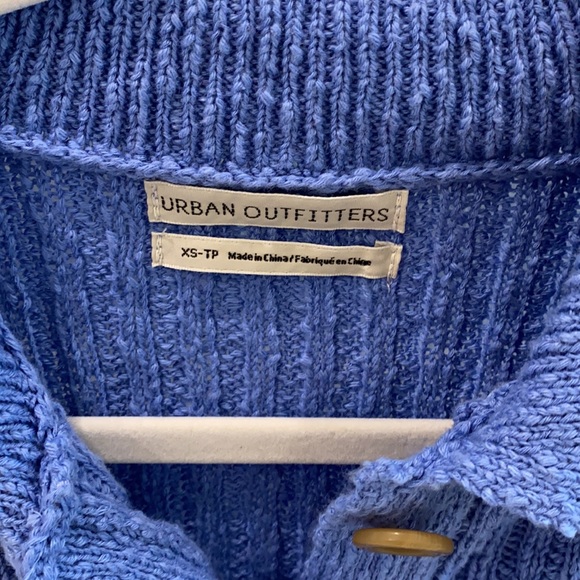 URBAN OUTFITTERS
XS-TP Made in China / Fabriqué en Chine